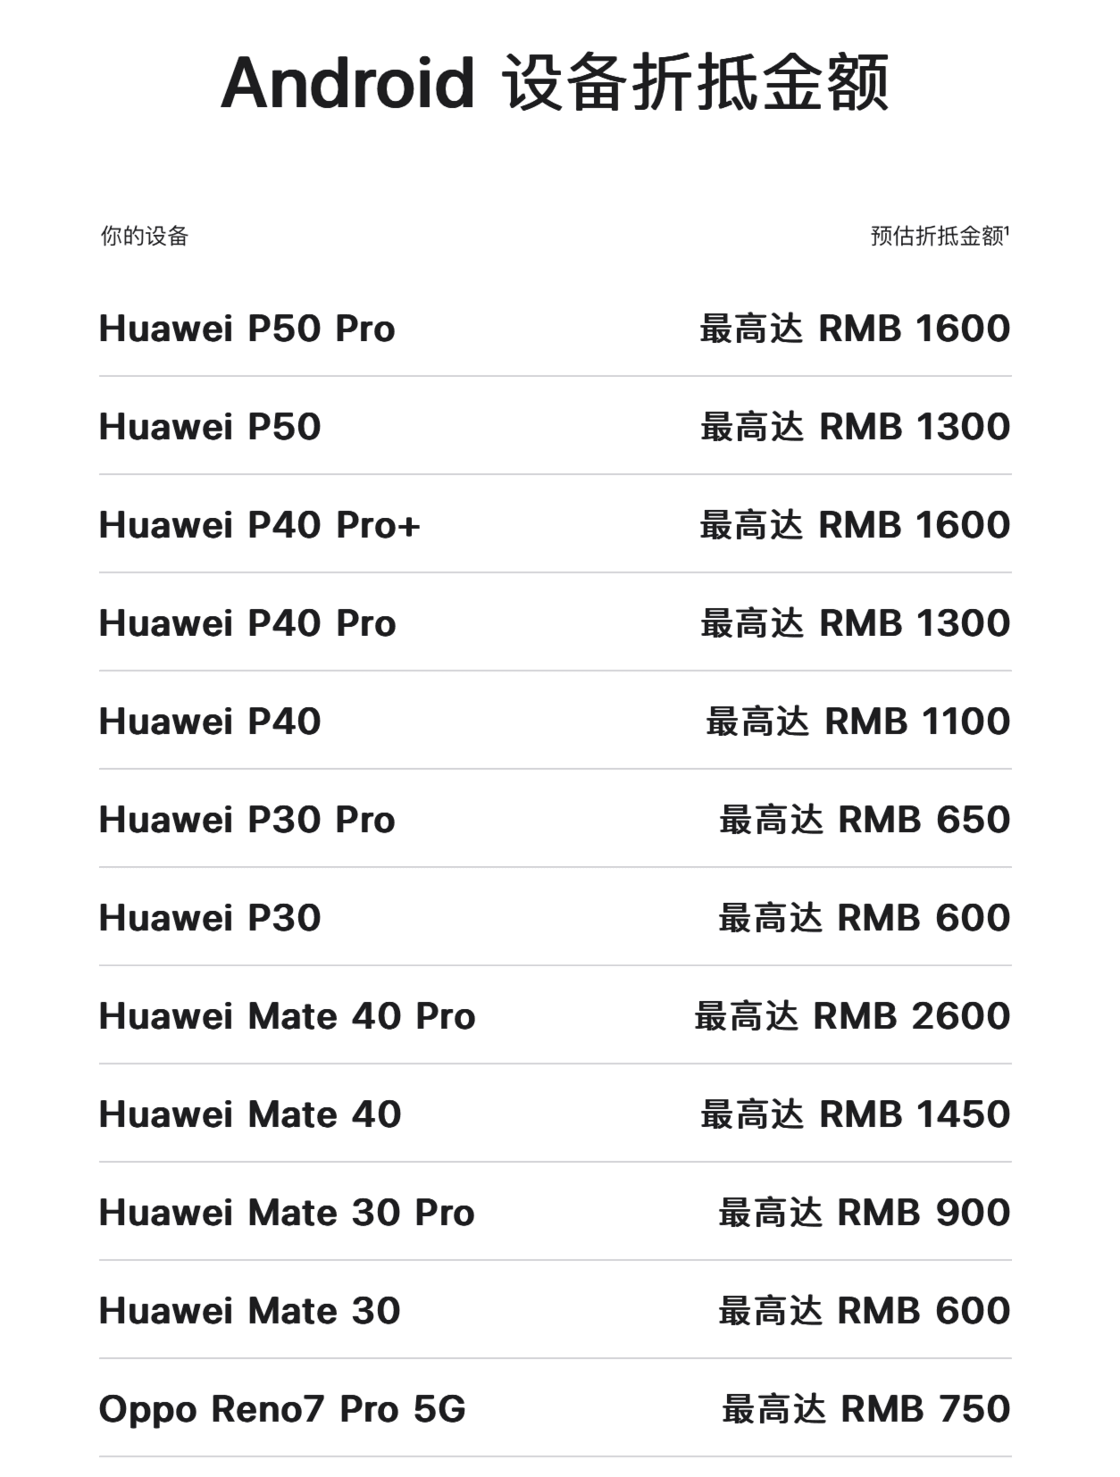 Android 设备折抵金额
你的设备 预估折抵金额¹
Huawei P50 Pro 最高达 RMB 1600
Huawei P50 最高达 RMB 1300
Huawei P40 Pro+ 最高达 RMB 1600
Huawei P40 Pro 最高达 RMB 1300
Huawei P40 最高达 RMB 1100
Huawei P30 Pro 最高达 RMB 650
Huawei P30 最高达 RMB 600
Huawei Mate 40 Pro 最高达 RMB 2600
Huawei Mate 40 最高达 RMB 1450
Huawei Mate 30 Pro 最高达 RMB 900
Huawei Mate 30 最高达 RMB 600
Oppo Reno7 Pro 5G 最高达 RMB 750